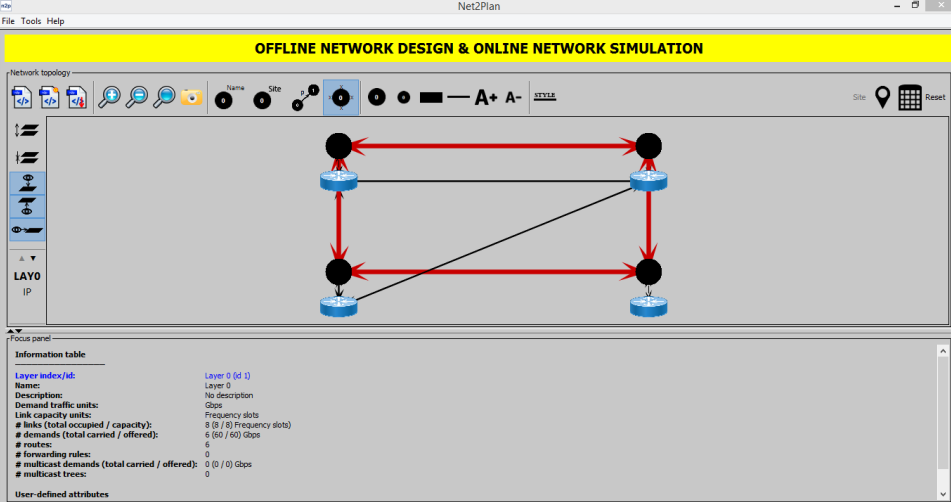 n2p
Net2Plan
File Tools Help
OFFLINE NETWORK DESIGN & ONLINE NETWORK SIMULATION
Network topology
Name
0
Site
0
P
1
0
0
0
0
A+ A-
STYLE
Site
Reset
LAY0
IP
Focus panel
Information table
Layer index/id: Layer 0 (id 1)
Name: Layer 0
Description: No description
Demand traffic units: Gbps
Link capacity units: Frequency slots
# links (total occupied / capacity): 8 (8 / 8) Frequency slots)
# demands (total carried / offered): 6 (60 / 60) Gbps
# routes: 6
# forwarding rules: 0
# multicast demands (total carried / offered): 0 (0 / 0) Gbps
# multicast trees: 0
User-defined attributes